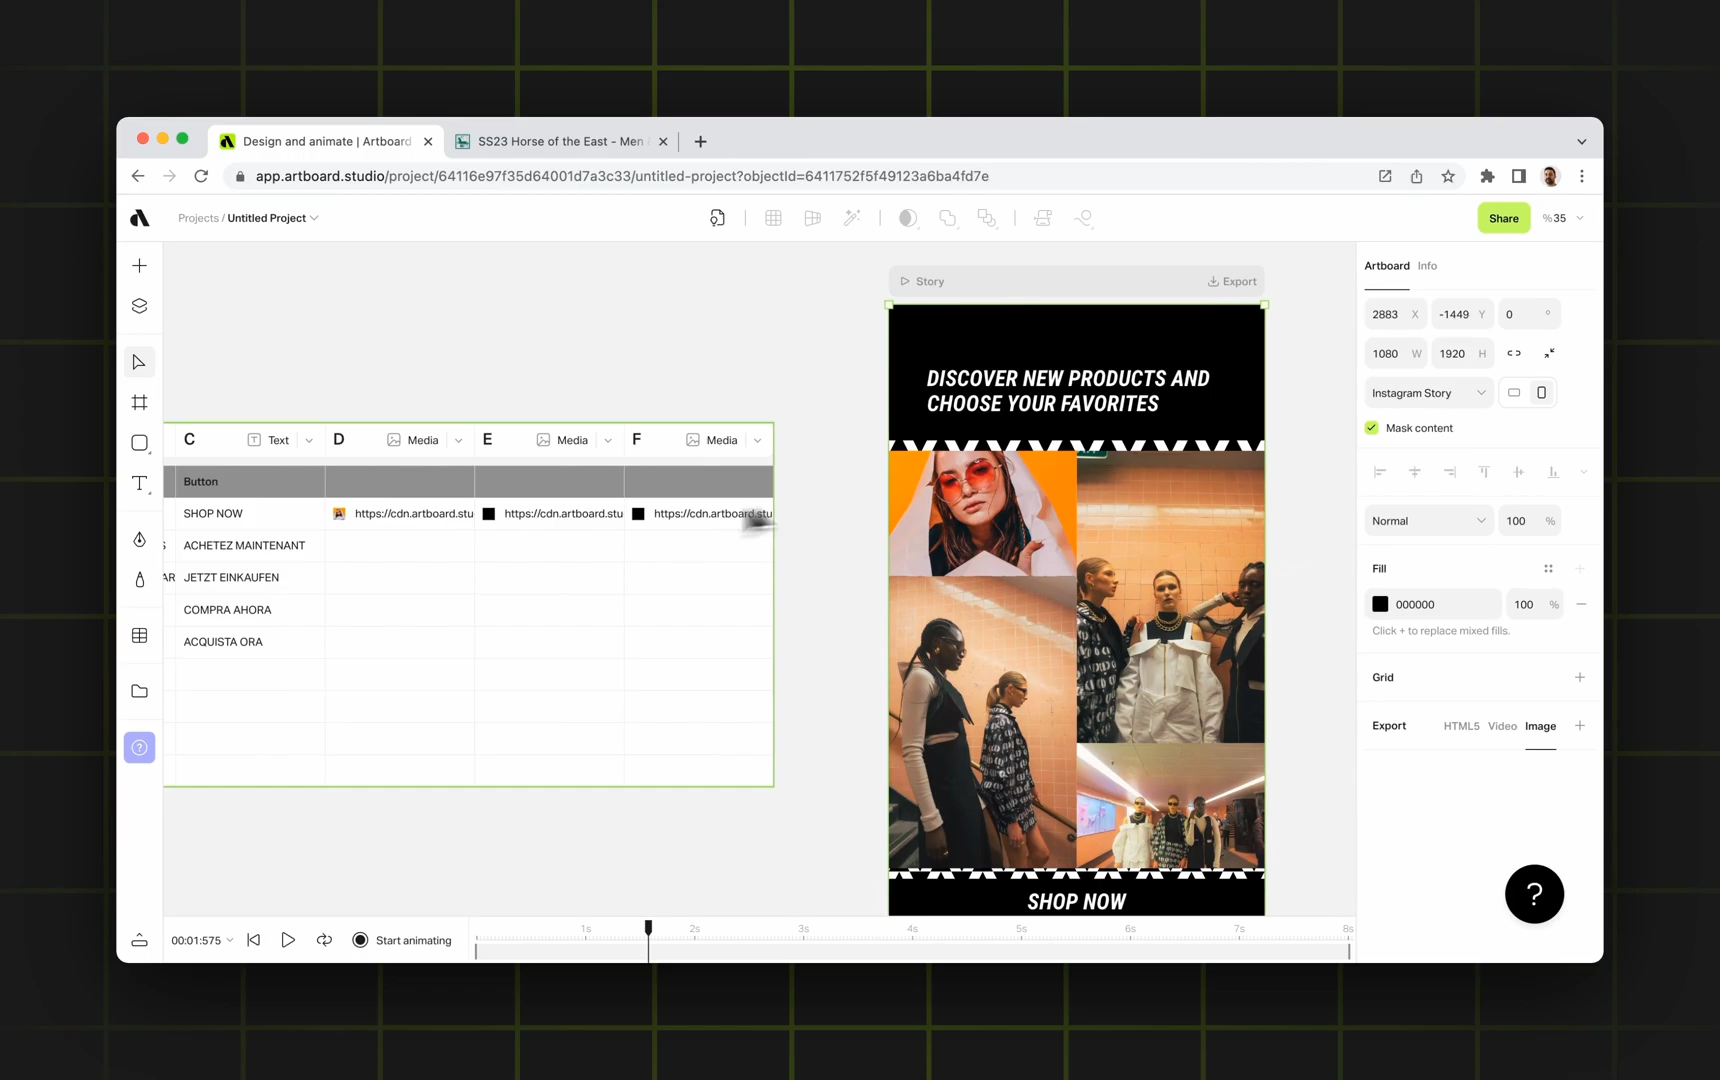 Design and animate | Artboard
SS23 Horse of the East - Men
app.artboard.studio/project/64116e97f35d64001d7a3c33/untitled-project?objectId=6411752f5f49123a6ba4fd7e
Projects / Untitled Project
Share
%35
Story
Export
Artboard
Info
2883 X
-1449 Y
0 °
1080 W
1920 H
Instagram Story
Mask content
Normal
100 %
Fill
000000
100 %
Click + to replace mixed fills.
Grid
Export
HTML5
Video
Image
C
Text
D
Media
E
Media
F
Media
Button
SHOP NOW
https://cdn.artboard.stu
https://cdn.artboard.stu
https://cdn.artboard.stu
S
ACHETEZ MAINTENANT
AR
JETZT EINKAUFEN
COMPRA AHORA
ACQUISTA ORA
DISCOVER NEW PRODUCTS AND
CHOOSE YOUR FAVORITES
SHOP NOW
?
?
00:01:575
Start animating
1s
2s
3s
4s
5s
6s
7s
8s